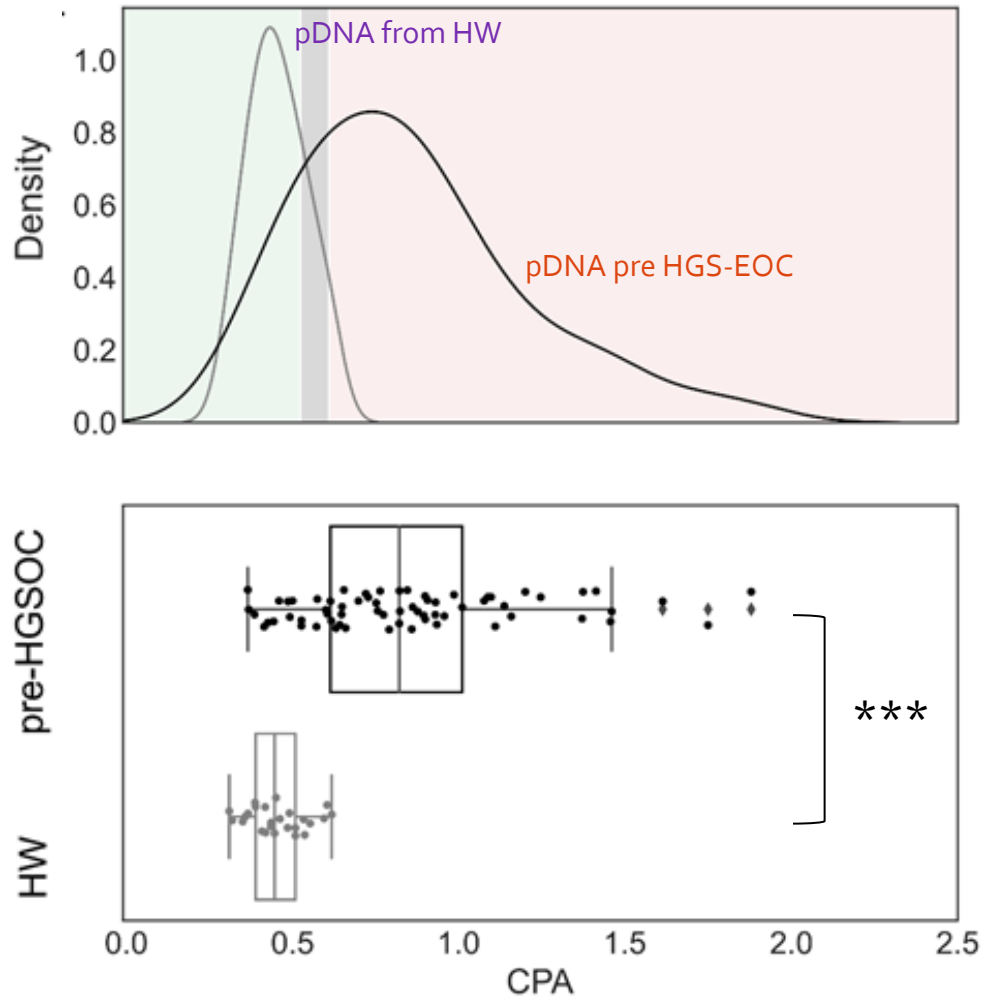 pDNA from HW
1.0
0.8
0.6
0.4
0.2
0.0
Density
pDNA pre HGS-EOC
pre-HGSOC
***
HW
0.0 0.5 1.0 1.5 2.0 2.5
CPA